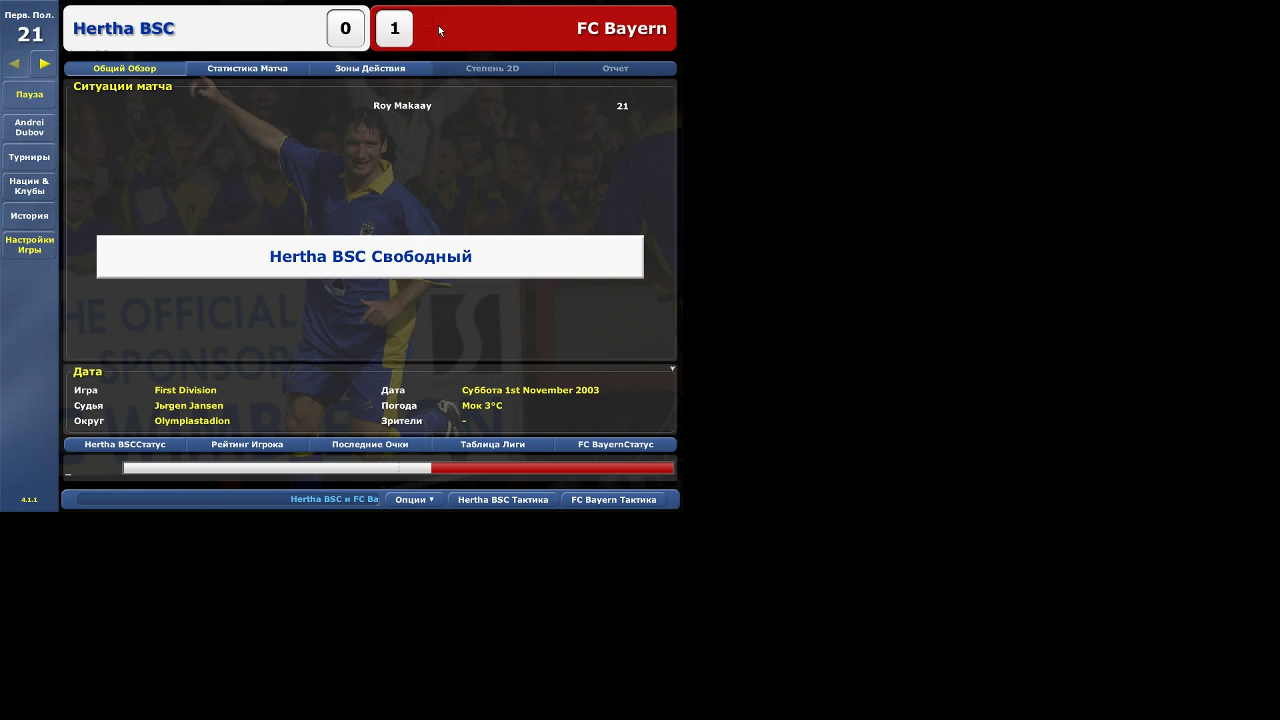 Перв. Пол.
21
Hertha BSC
0
1
FC Bayern
Общий Обзор
Статистика Матча
Зоны Действия
Степень 2D
Отчет
Пауза
Andrei
Dubov
Турниры
Нации &
Клубы
История
Настройки
Игры
4.1.1
Ситуации матча
Roy Makaay
21
Hertha BSC Свободный
HE OFFICIAL
SPONSOR
Дата
Игра
First Division
Дата
Суббота 1st November 2003
Судья
Jьrgen Jansen
Погода
Мок 3°C
Округ
Olympiastadion
Зрители
-
Hertha BSCСтатус
Рейтинг Игрока
Последние Очки
Таблица Лиги
FC BayernСтатус
Hertha BSC и FC Ba
Опции
Hertha BSC Тактика
FC Bayern Тактика